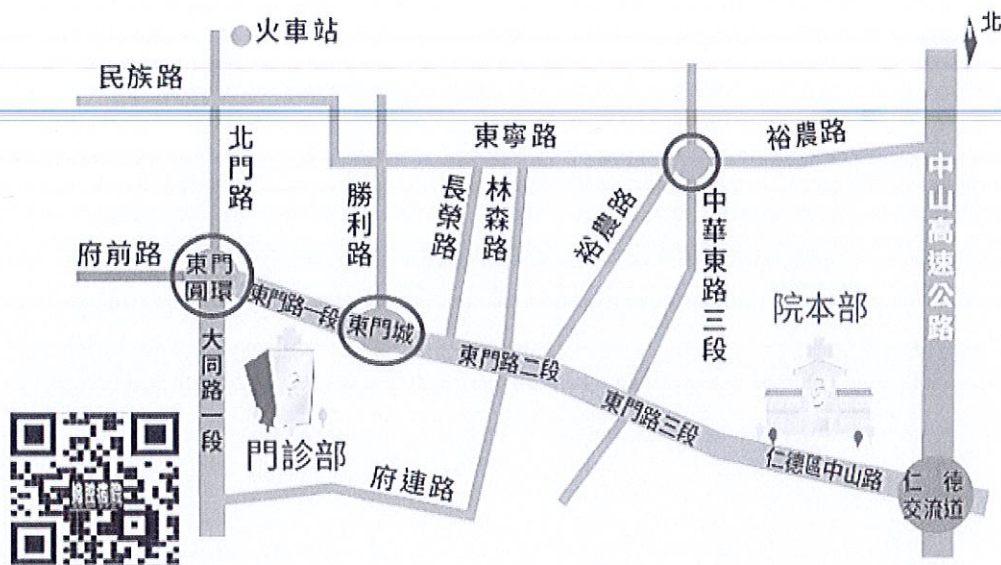 火車站
北
民族路
北門路
東寧路
裕農路
中山高速公路
勝利路
長榮路
林森路
裕農路
中華東路三段
府前路
東門
圓環
東門路一段
東門城
院本部
大同路一段
東門路二段
門診部
東門路三段
府連路
仁德區中山路
仁德
交流道